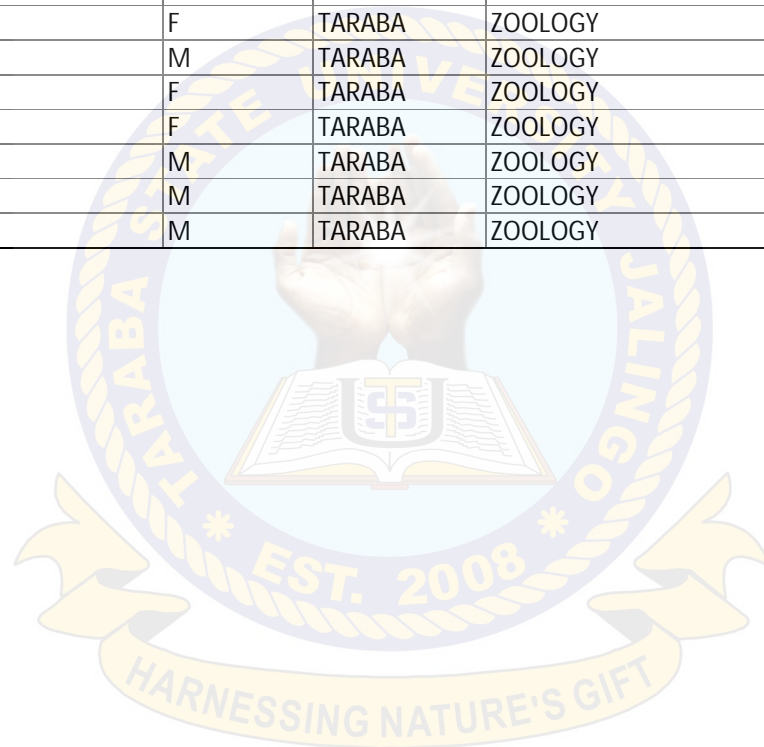 F TARABA ZOOLOGY
M TARABA ZOOLOGY
F TARABA ZOOLOGY
F TARABA ZOOLOGY
M TARABA ZOOLOGY
M TARABA ZOOLOGY
M TARABA ZOOLOGY
TARABA STATE UNIVERSITY JALINGO
TSU
* EST. 2008 *
HARNESSING NATURE'S GIFT